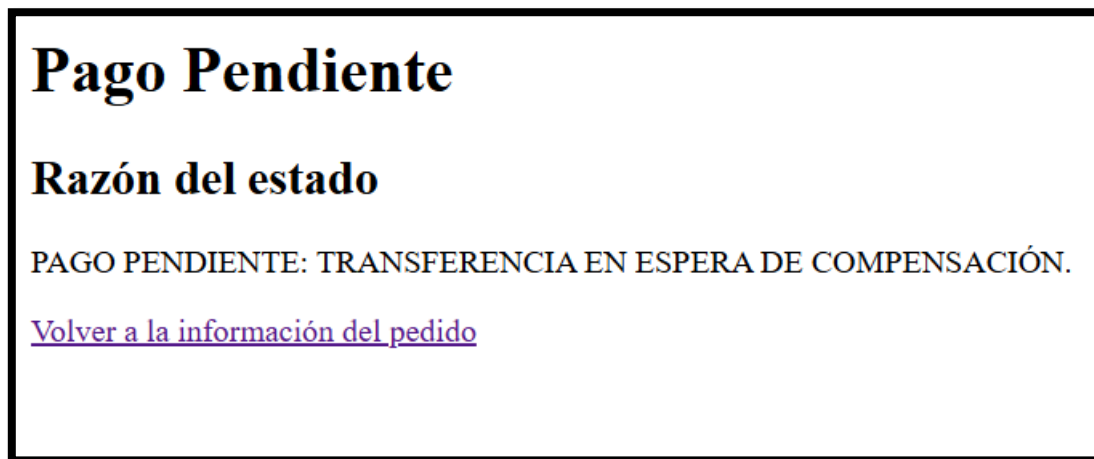 Pago Pendiente
Razón del estado
PAGO PENDIENTE: TRANSFERENCIA EN ESPERA DE COMPENSACIÓN.
Volver a la información del pedido